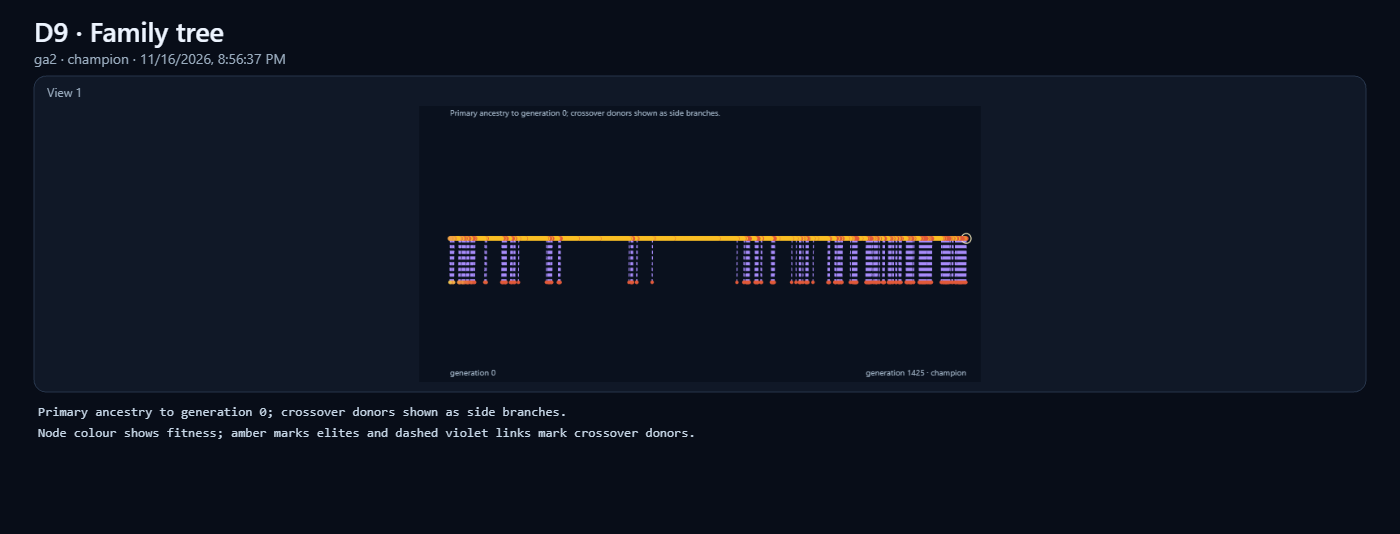 D9 · Family tree
ga2 · champion · 11/16/2026, 8:56:37 PM
View 1
Primary ancestry to generation 0; crossover donors shown as side branches.
generation 0
generation 1425 · champion
Primary ancestry to generation 0; crossover donors shown as side branches.
Node colour shows fitness; amber marks elites and dashed violet links mark crossover donors.